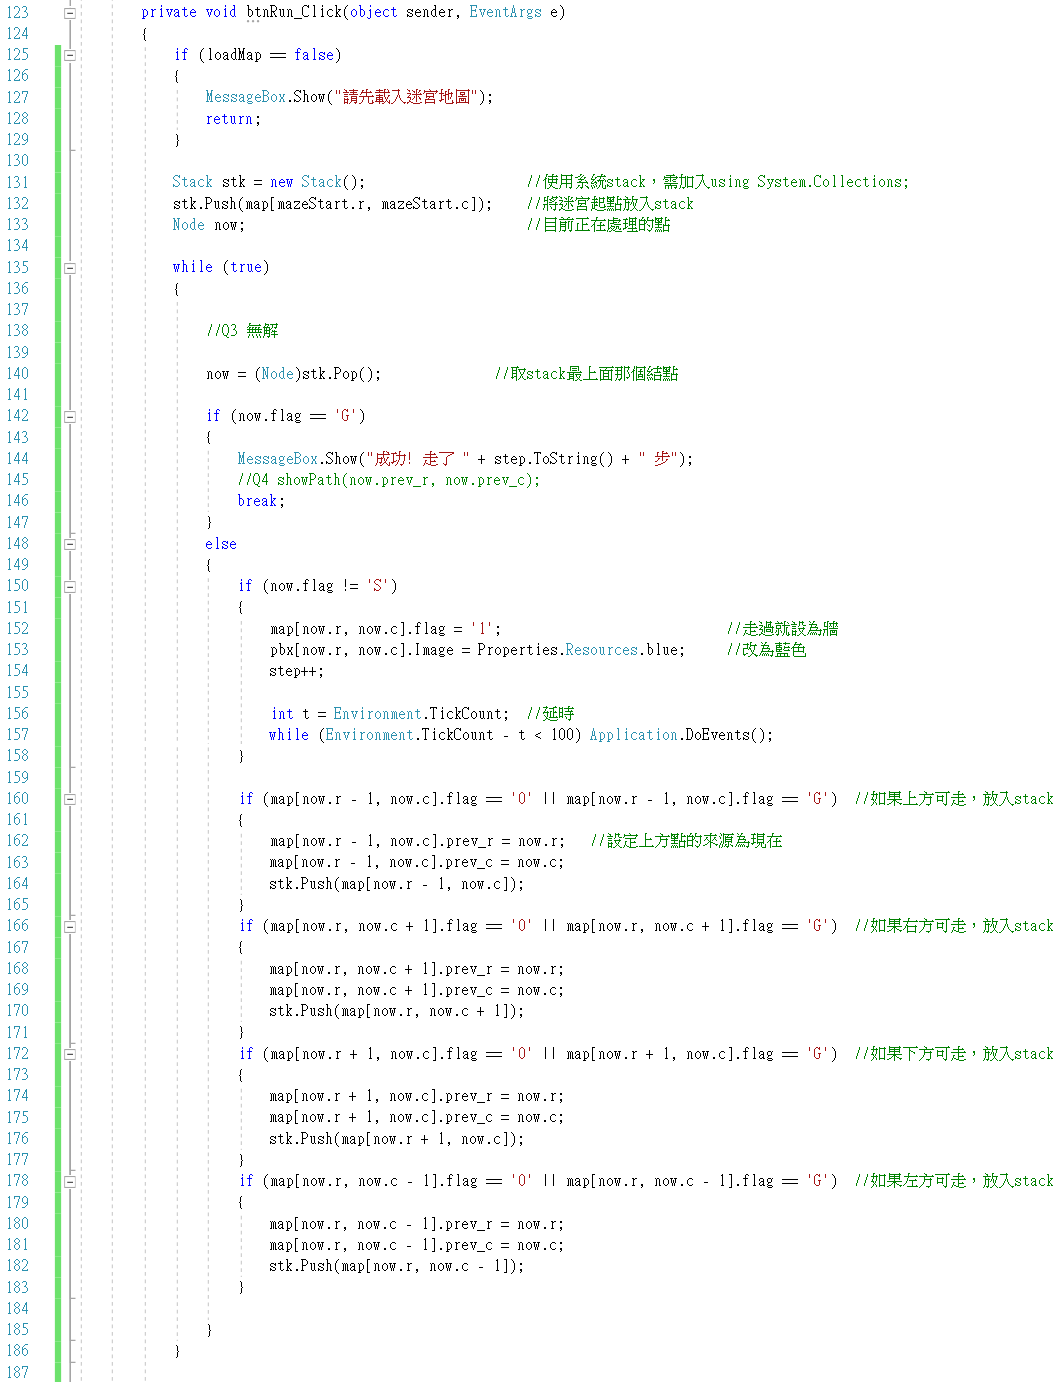 123 private void btnRun_Click(object sender, EventArgs e)
124 {
125 if (loadMap == false)
126 {
127 MessageBox.Show("請先載入迷宮地圖");
128 return;
129 }
130
131 Stack stk = new Stack(); //使用系統stack，需加入using System.Collections;
132 stk.Push(map[mazeStart.r, mazeStart.c]); //將迷宮起點放入stack
133 Node now; //目前正在處理的點
134
135 while (true)
136 {
137
138 //Q3 無解
139
140 now = (Node)stk.Pop(); //取stack最上面那個結點
141
142 if (now.flag == 'G')
143 {
144 MessageBox.Show("成功! 走了 " + step.ToString() + " 步");
145 //Q4 showPath(now.prev_r, now.prev_c);
146 break;
147 }
148 else
149 {
150 if (now.flag != 'S')
151 {
152 map[now.r, now.c].flag = '1'; //走過就設為牆
153 pbx[now.r, now.c].Image = Properties.Resources.blue; //改為藍色
154 step++;
155
156 int t = Environment.TickCount; //延時
157 while (Environment.TickCount - t < 100) Application.DoEvents();
158 }
159
160 if (map[now.r - 1, now.c].flag == '0' || map[now.r - 1, now.c].flag == 'G') //如果上方可走，放入stack
161 {
162 map[now.r - 1, now.c].prev_r = now.r; //設定上方點的來源為現在
163 map[now.r - 1, now.c].prev_c = now.c;
164 stk.Push(map[now.r - 1, now.c]);
165 }
166 if (map[now.r, now.c + 1].flag == '0' || map[now.r, now.c + 1].flag == 'G') //如果右方可走，放入stack
167 {
168 map[now.r, now.c + 1].prev_r = now.r;
169 map[now.r, now.c + 1].prev_c = now.c;
170 stk.Push(map[now.r, now.c + 1]);
171 }
172 if (map[now.r + 1, now.c].flag == '0' || map[now.r + 1, now.c].flag == 'G') //如果下方可走，放入stack
173 {
174 map[now.r + 1, now.c].prev_r = now.r;
175 map[now.r + 1, now.c].prev_c = now.c;
176 stk.Push(map[now.r + 1, now.c]);
177 }
178 if (map[now.r, now.c - 1].flag == '0' || map[now.r, now.c - 1].flag == 'G') //如果左方可走，放入stack
179 {
180 map[now.r, now.c - 1].prev_r = now.r;
181 map[now.r, now.c - 1].prev_c = now.c;
182 stk.Push(map[now.r, now.c - 1]);
183 }
184
185 }
186 }
187